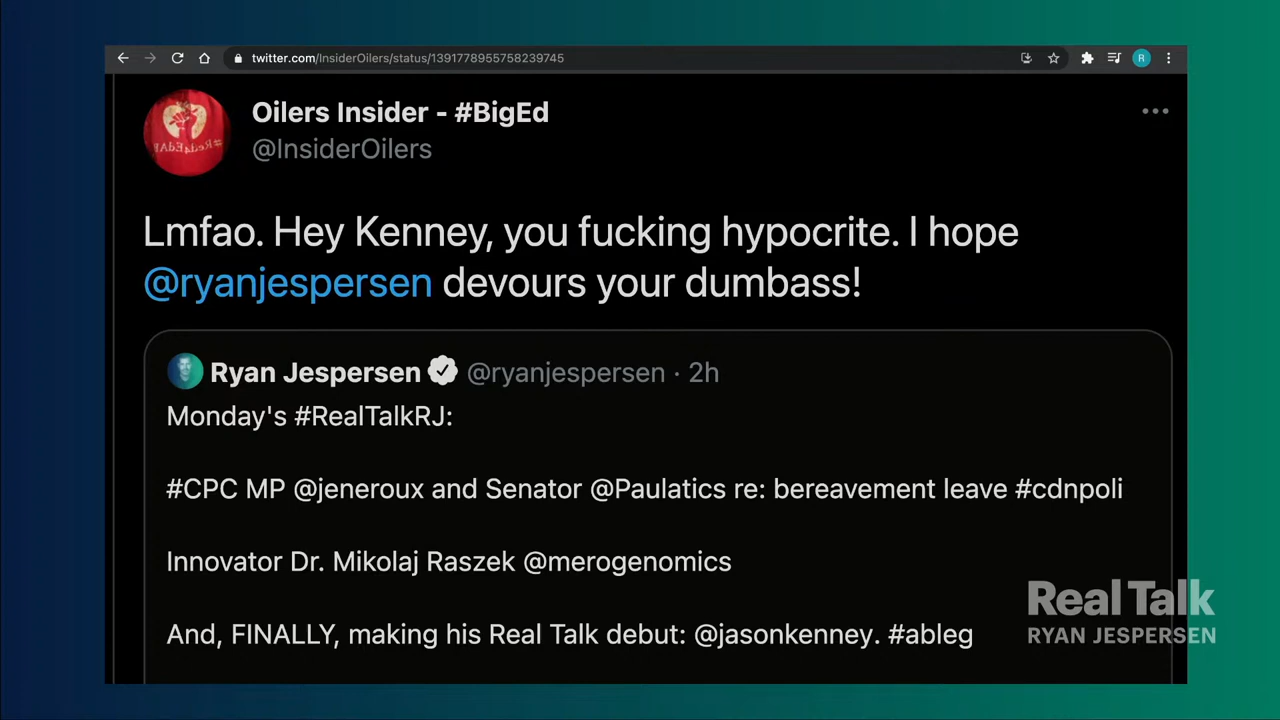 twitter.com/InsiderOilers/status/1391778955758239745
R
Oilers Insider - #BigEd
@InsiderOilers
#Red4EdAB
Lmfao. Hey Kenney, you fucking hypocrite. I hope
@ryanjespersen devours your dumbass!
Ryan Jespersen @ryanjespersen · 2h
Monday's #RealTalkRJ:
#CPC MP @jeneroux and Senator @Paulatics re: bereavement leave #cdnpoli
Innovator Dr. Mikolaj Raszek @merogenomics
And, FINALLY, making his Real Talk debut: @jasonkenney. #ableg
Real Talk
RYAN JESPERSEN